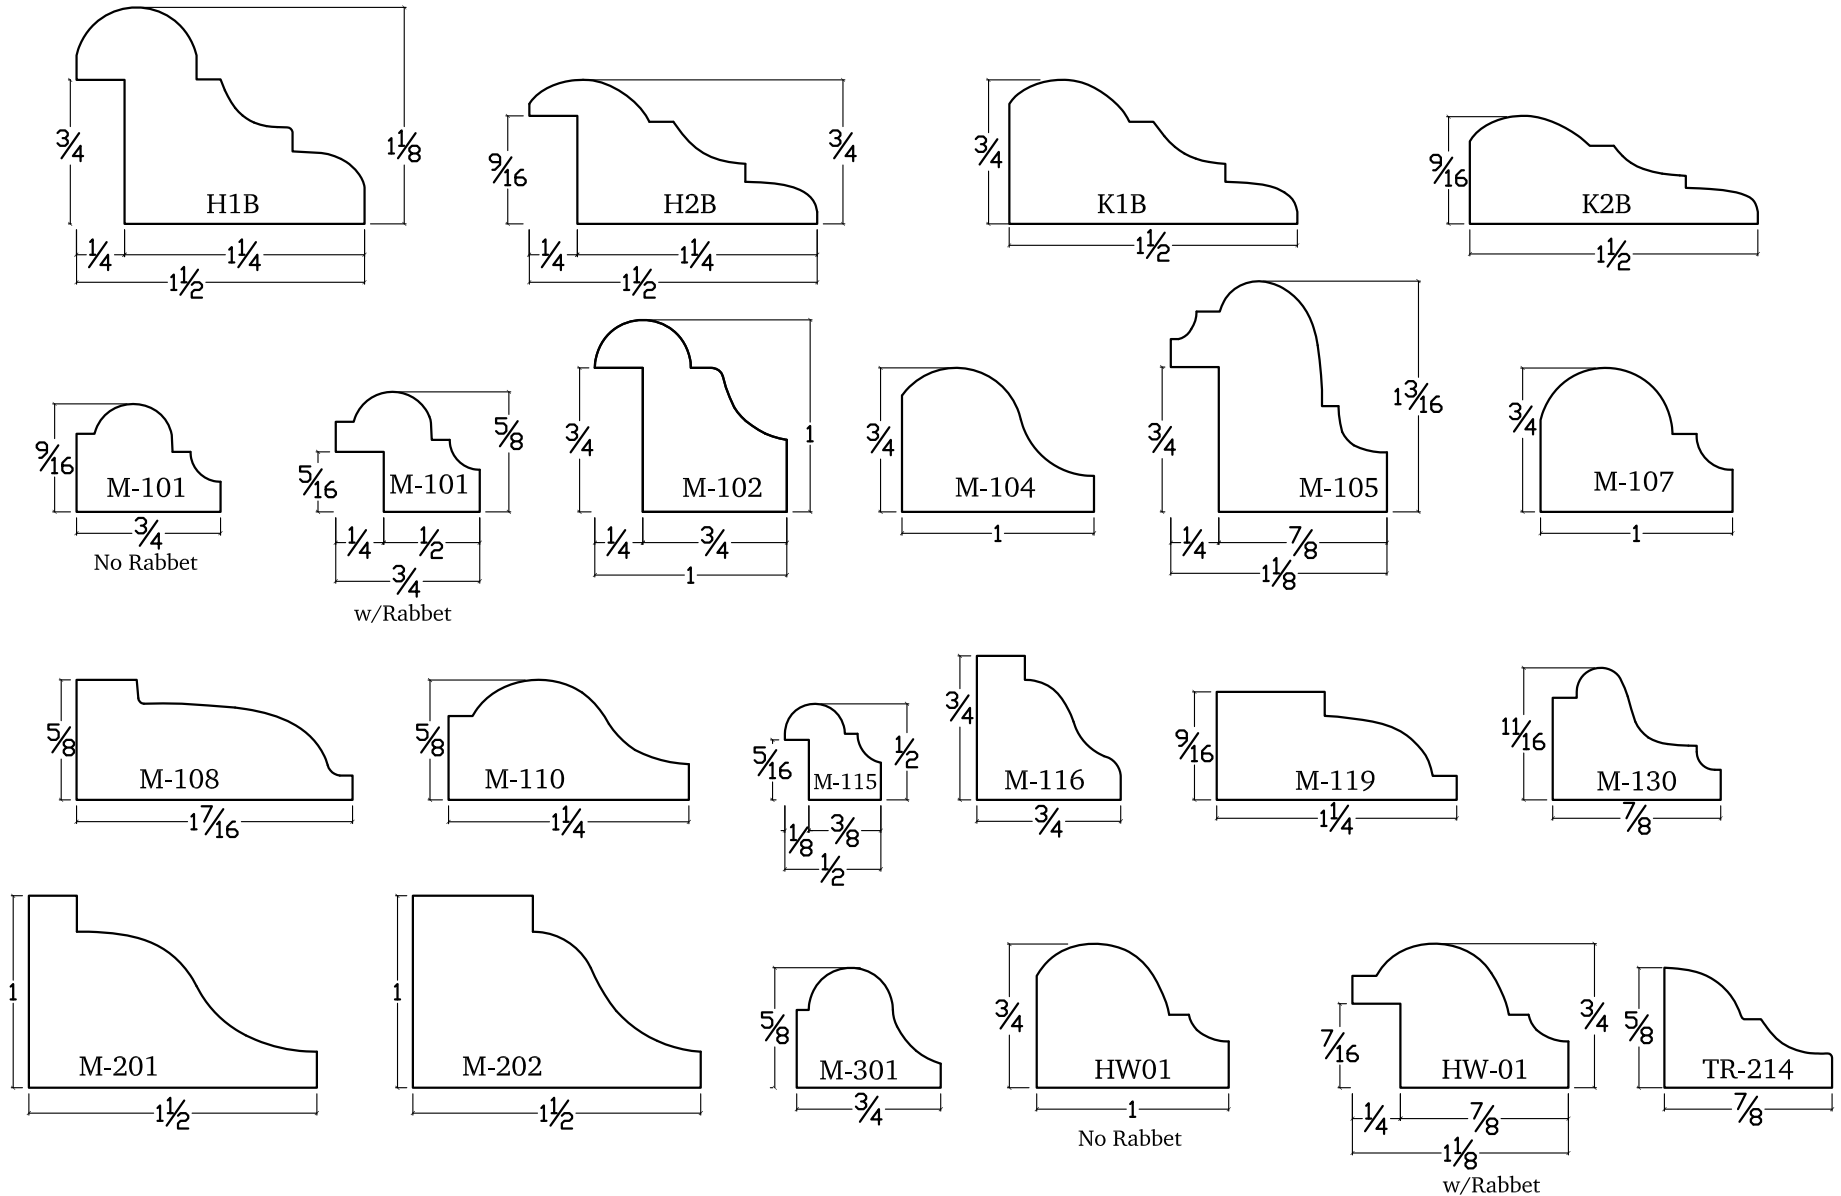 3/4
H1B
1 1/8
1/4
1 1/4
1 1/2
9/16
H2B
3/4
1/4
1 1/4
1 1/2
3/4
K1B
1 1/2
9/16
K2B
1 1/2
9/16
M-101
3/4
No Rabbet
5/16
M-101
5/8
1/4
1/2
3/4
w/Rabbet
3/4
M-102
1
1/4
3/4
1
3/4
M-104
1
3/4
M-105
1 3/16
1/4
7/8
1 1/8
3/4
M-107
1
5/8
M-108
1 7/16
5/8
M-110
1 1/4
5/16
M-115
1/2
1/8
3/8
1/2
3/4
M-116
3/4
9/16
M-119
1 1/4
11/16
M-130
7/8
1
M-201
1 1/2
1
M-202
1 1/2
5/8
M-301
3/4
3/4
HW01
1
No Rabbet
7/16
HW-01
3/4
1/4
7/8
1 1/8
w/Rabbet
5/8
TR-214
7/8